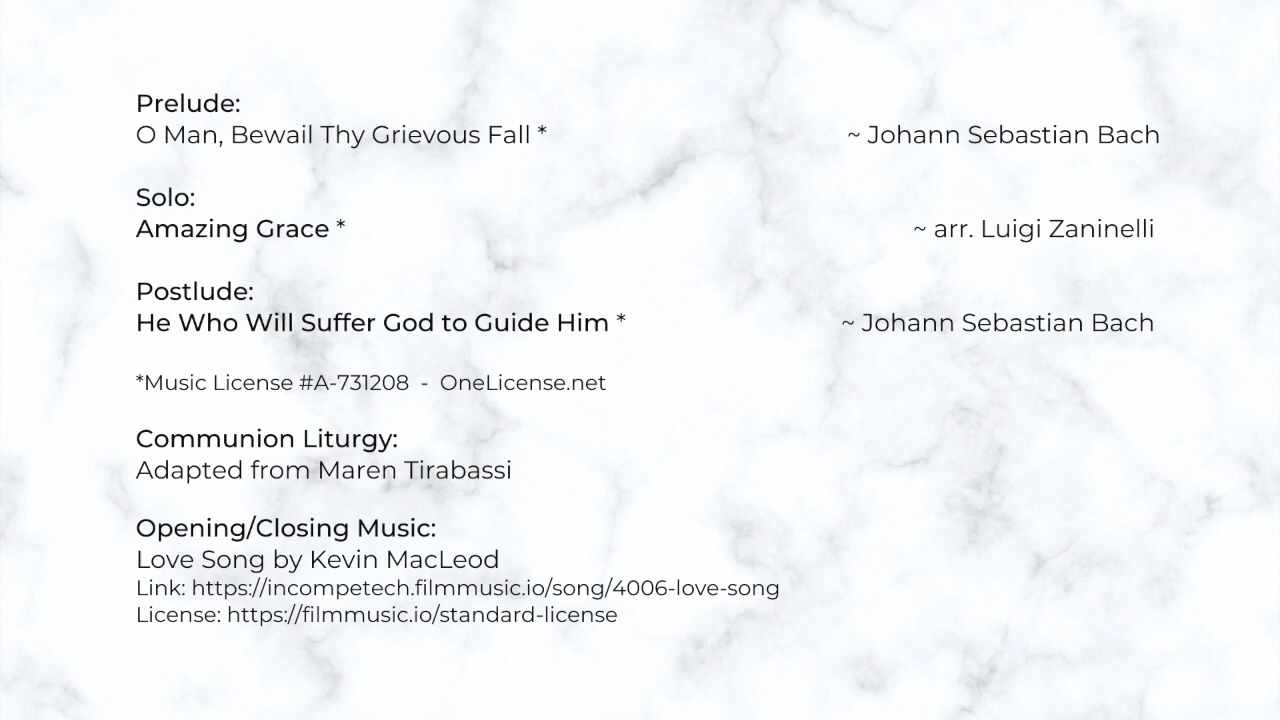 Prelude:
O Man, Bewail Thy Grievous Fall * ~ Johann Sebastian Bach
Solo:
Amazing Grace * ~ arr. Luigi Zaninelli
Postlude:
He Who Will Suffer God to Guide Him * ~ Johann Sebastian Bach
*Music License #A-731208 - OneLicense.net
Communion Liturgy:
Adapted from Maren Tirabassi
Opening/Closing Music:
Love Song by Kevin MacLeod
Link: https://incompetech.filmmusic.io/song/4006-love-song
License: https://filmmusic.io/standard-license